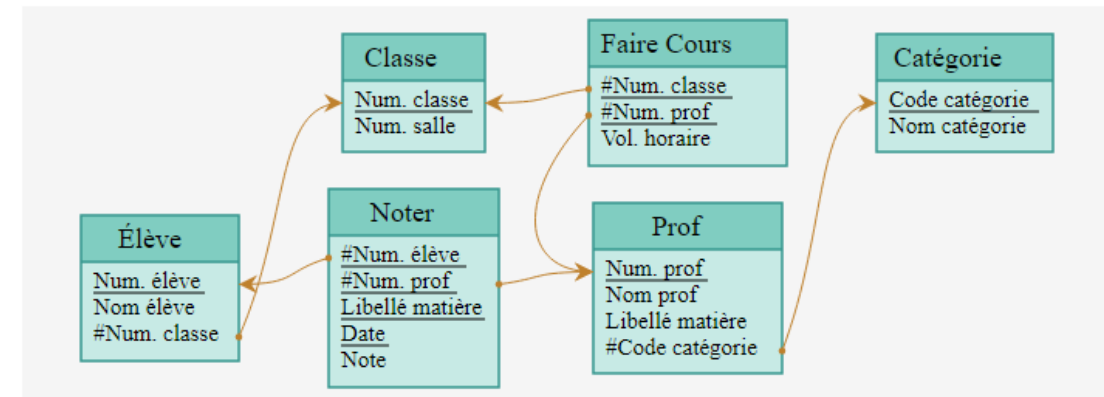 Classe
Num. classe
Num. salle
Faire Cours
#Num. classe
#Num. prof
Vol. horaire
Catégorie
Code catégorie
Nom catégorie
Élève
Num. élève
Nom élève
#Num. classe
Noter
#Num. élève
#Num. prof
Libellé matière
Date
Note
Prof
Num. prof
Nom prof
Libellé matière
#Code catégorie